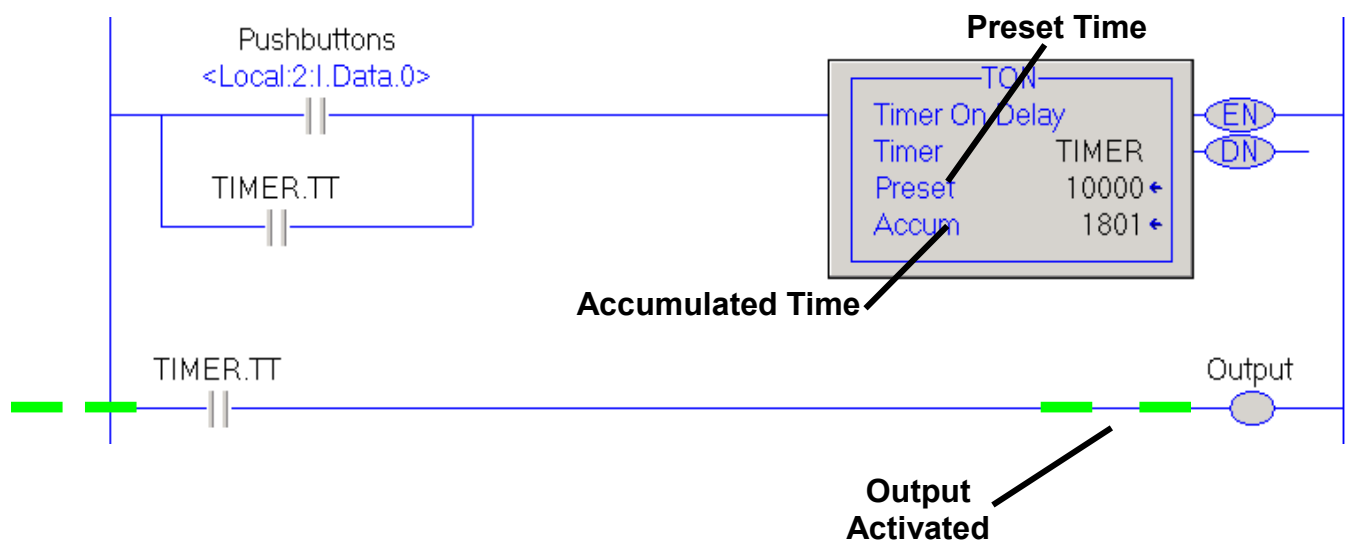 Pushbuttons
<Local:2:I.Data.0>
TIMER.TT
Preset Time
TON
Timer On Delay
Timer TIMER
Preset 10000
Accum 1801
EN
DN
Accumulated Time
TIMER.TT
Output
Output
Activated